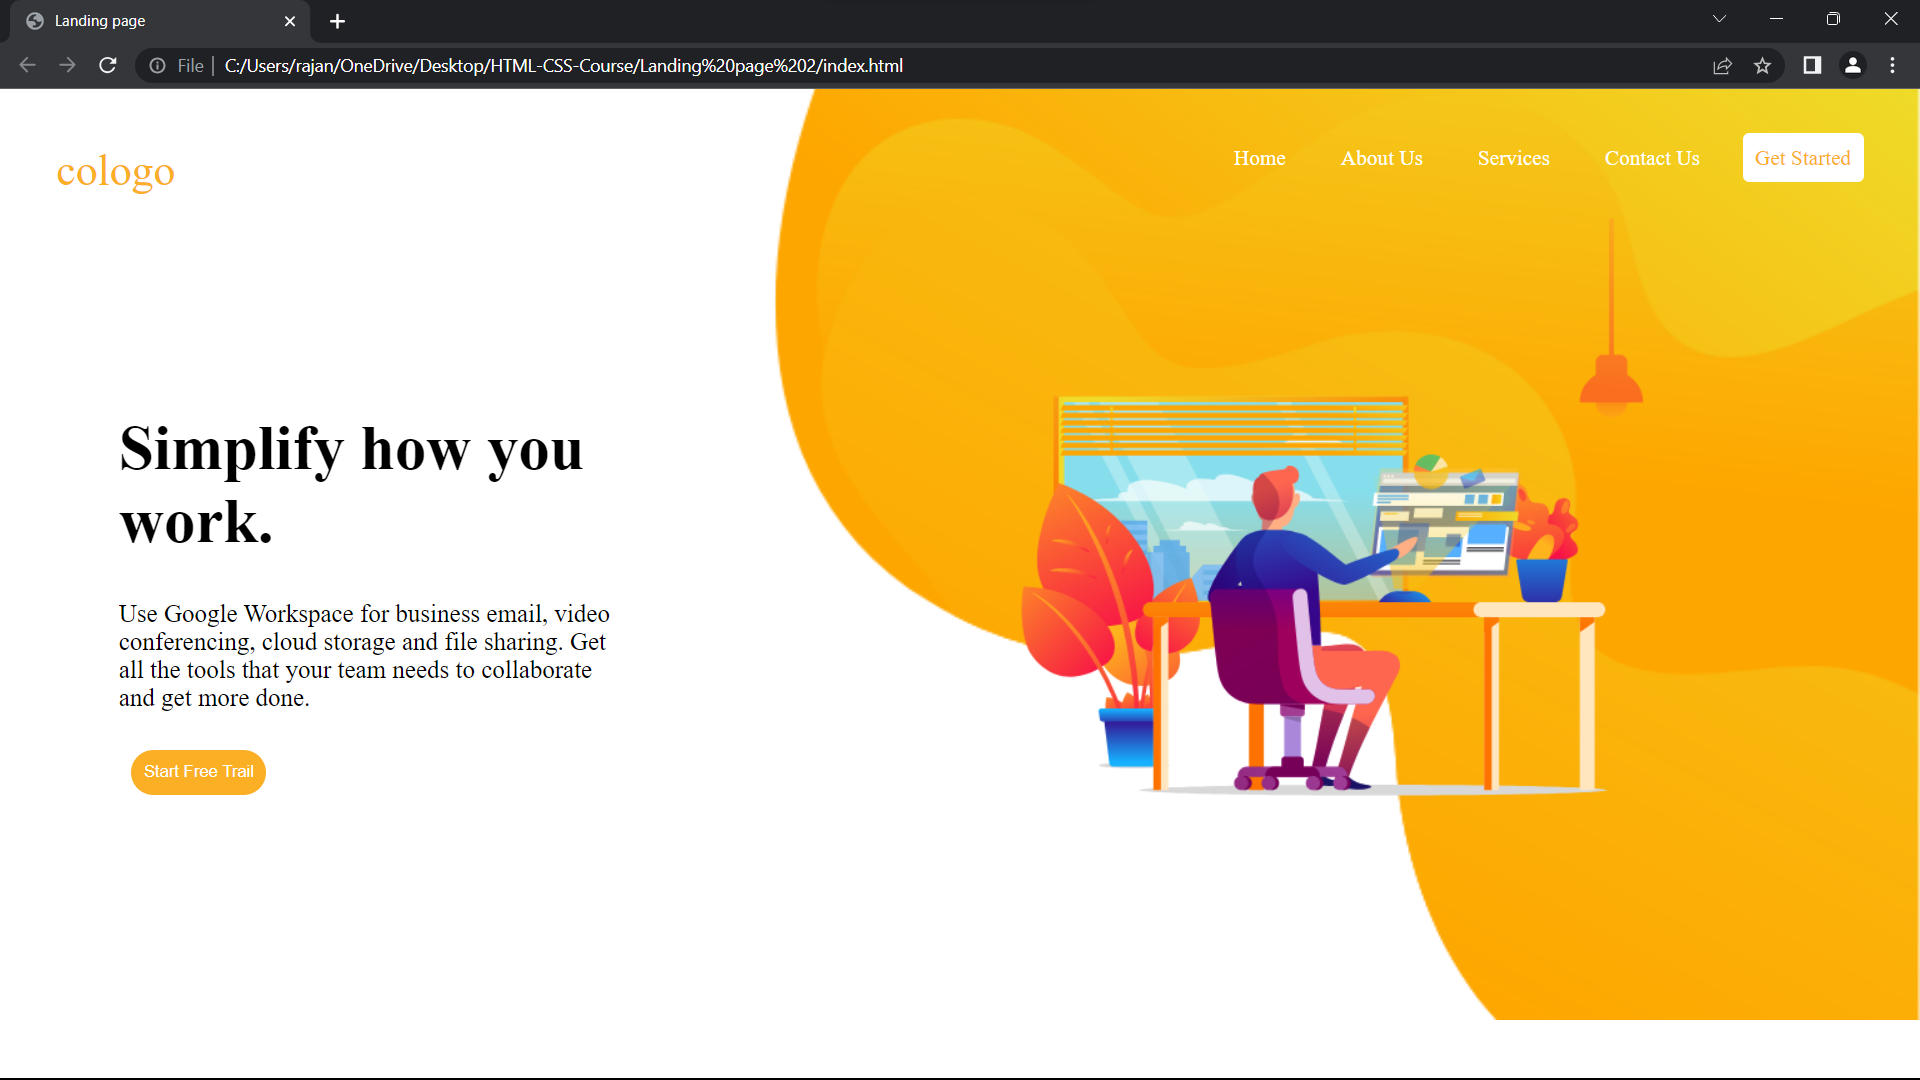 Landing page
File
C:/Users/rajan/OneDrive/Desktop/HTML-CSS-Course/Landing%20page%202/index.html
cologo
Home
About Us
Services
Contact Us
Get Started
Simplify how you
work.
Use Google Workspace for business email, video
conferencing, cloud storage and file sharing. Get
all the tools that your team needs to collaborate
and get more done.
Start Free Trail